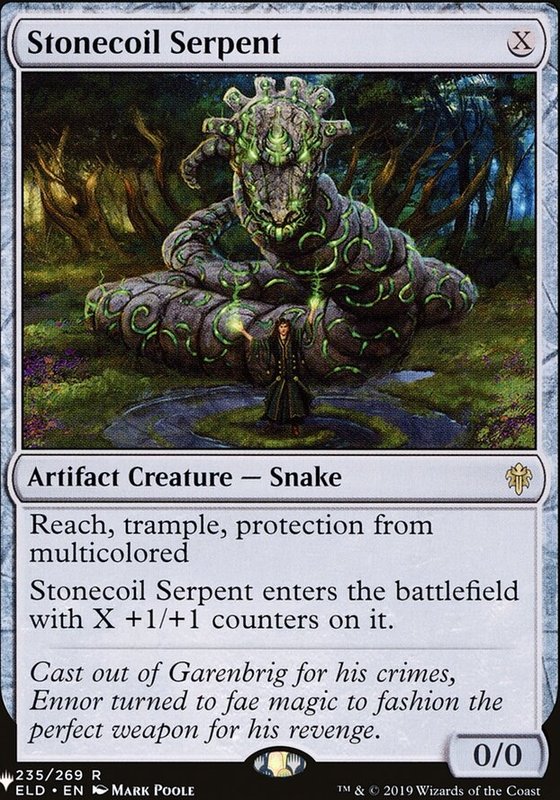 Stonecoil Serpent X
Artifact Creature — Snake
Reach, trample, protection from
multicolored
Stonecoil Serpent enters the battlefield
with X +1/+1 counters on it.
Cast out of Garenbrig for his crimes,
Ennor turned to fae magic to fashion the
perfect weapon for his revenge.
0/0
235/269 R
ELD • EN Mark Poole
™ & © 2019 Wizards of the Coast